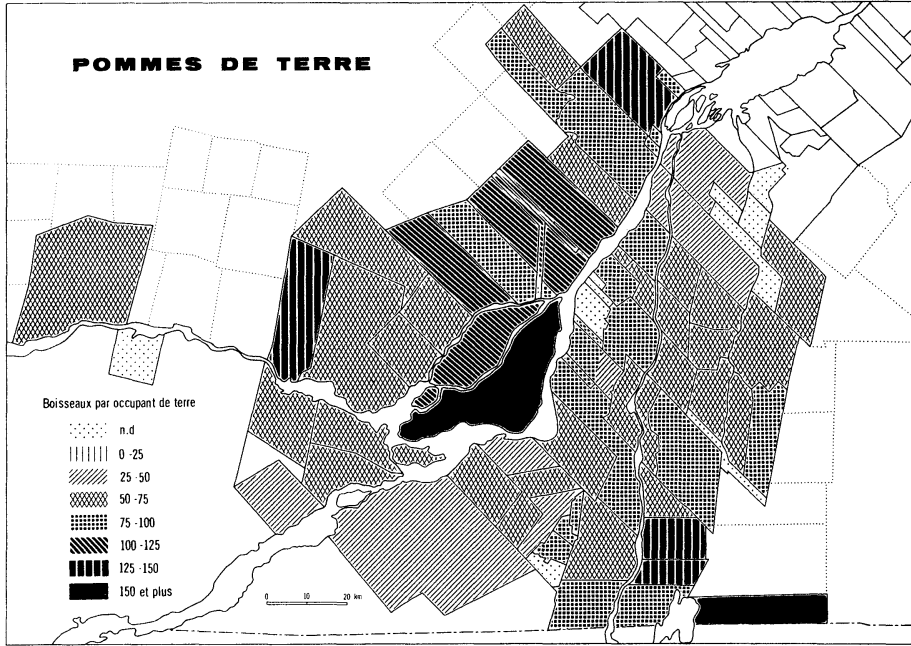 POMMES DE TERRE
Boisseaux par occupant de terre
n.d
0 -25
25 -50
50 -75
75 -100
100 -125
125 -150
150 et plus
0 10 20 km